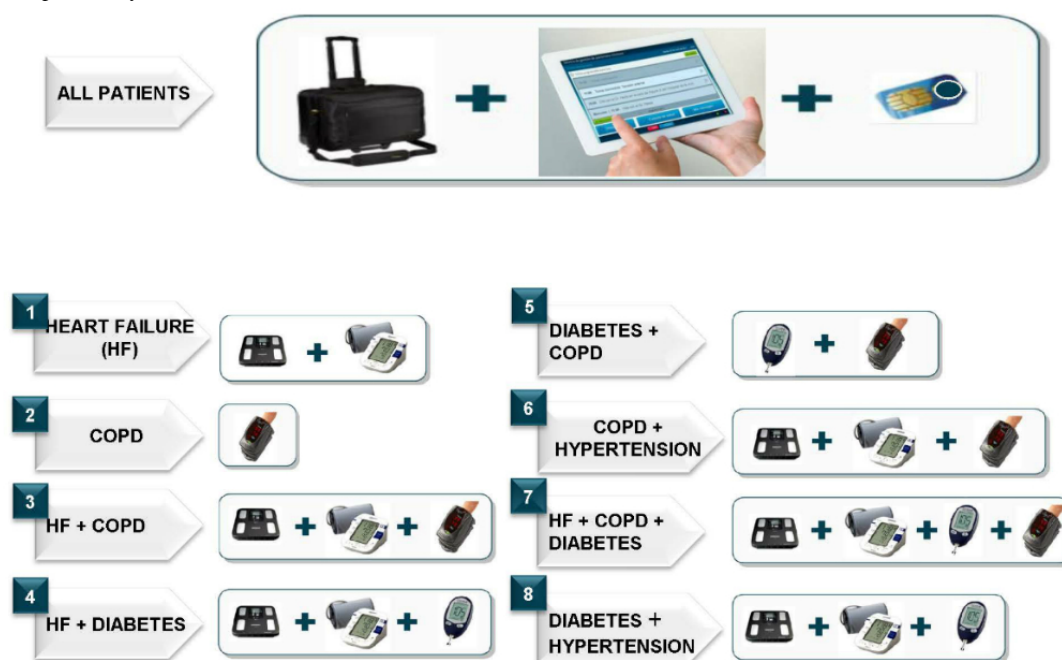 ALL PATIENTS
1
HEART FAILURE
(HF)
2
COPD
3
HF + COPD
4
HF + DIABETES
5
DIABETES +
COPD
6
COPD +
HYPERTENSION
7
HF + COPD +
DIABETES
8
DIABETES +
HYPERTENSION